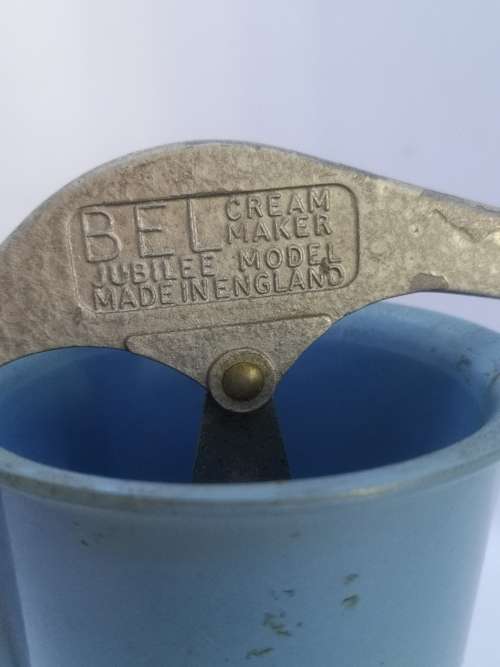 BEL CREAM MAKER
JUBILEE MODEL
MADE IN ENGLAND